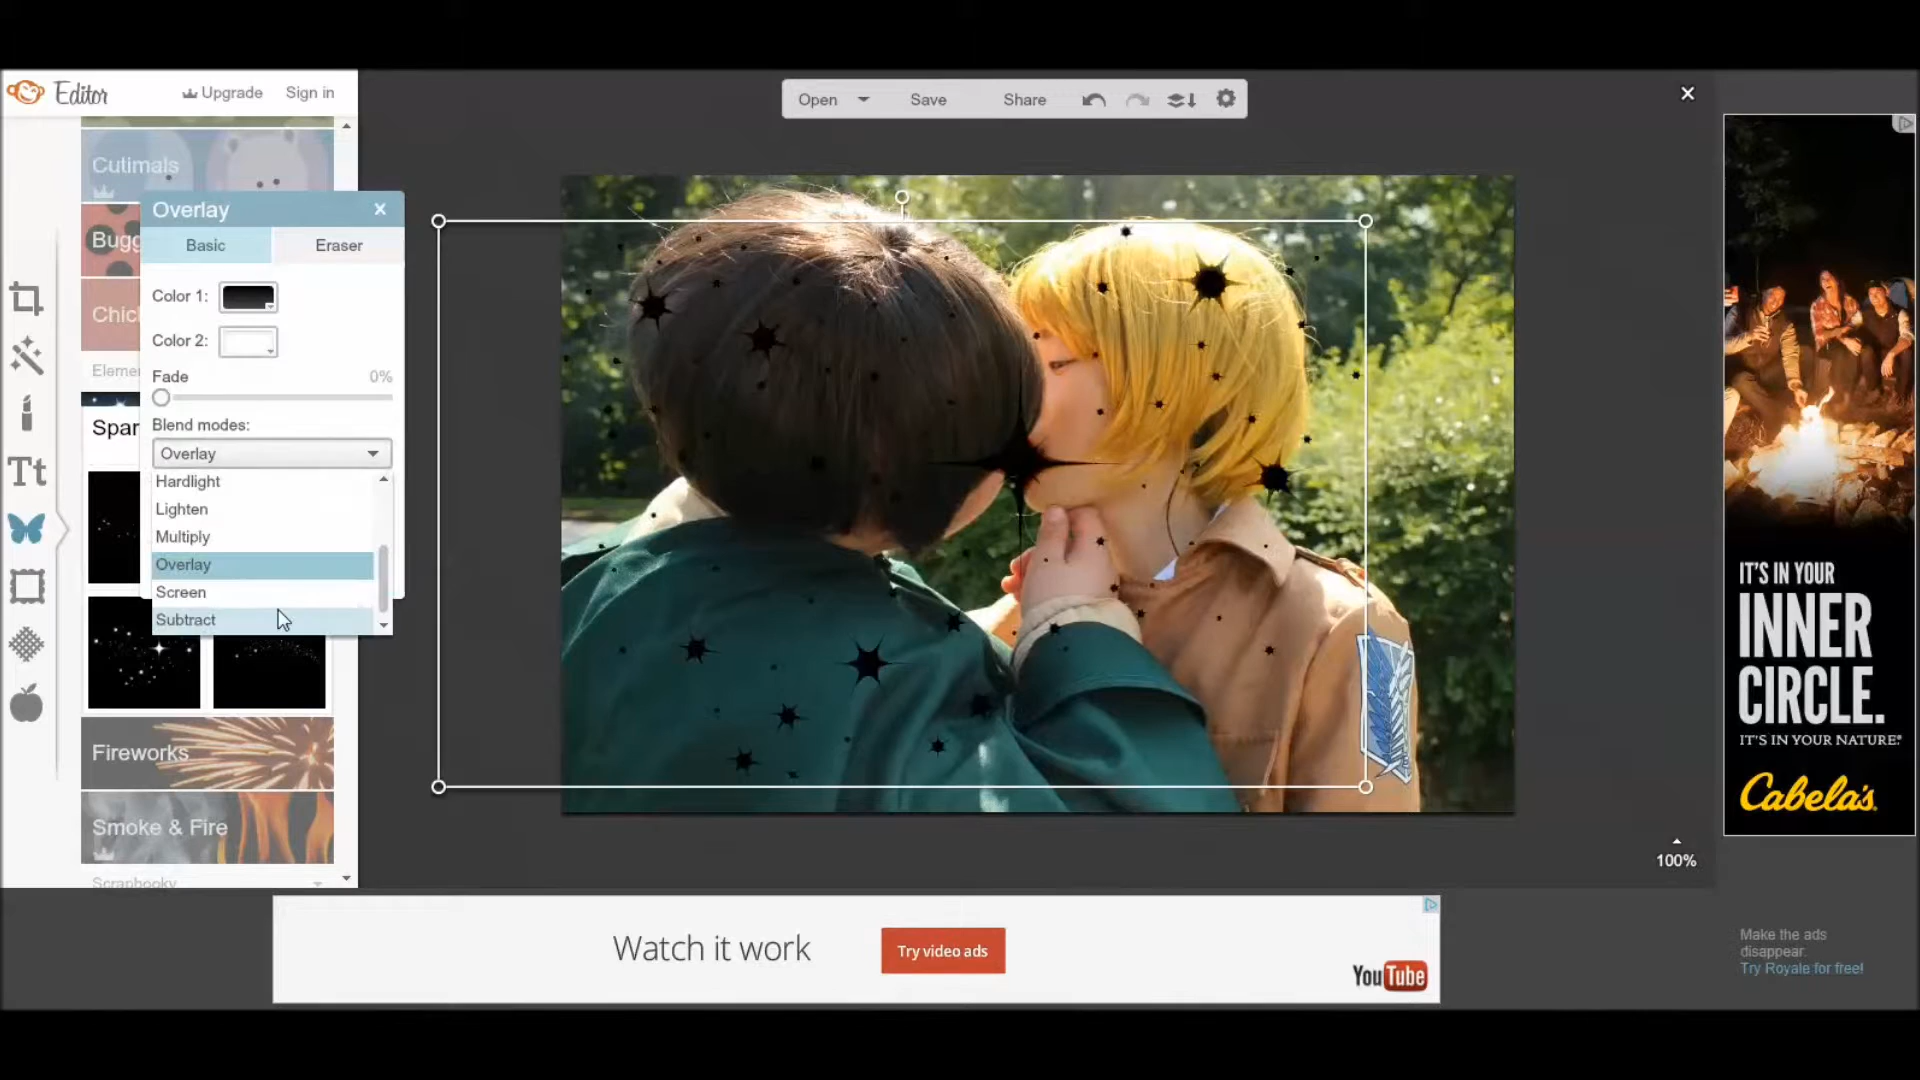 Editor
Upgrade
Sign in
Open
Save
Share
Cutimals
Overlay
X
Bugg
Basic
Eraser
Color 1:
Chic
Color 2:
Elemen
Fade
0%
Blend modes:
Spar
Overlay
Hardlight
Lighten
Multiply
Overlay
Screen
Subtract
Tt
Fireworks
Smoke & Fire
Scraphooky
100%
IT'S IN YOUR
INNER
CIRCLE.
IT'S IN YOUR NATURE.®
Cabela's
Watch it work
Try video ads
YouTube
Make the ads
disappear.
Try Royale for free!